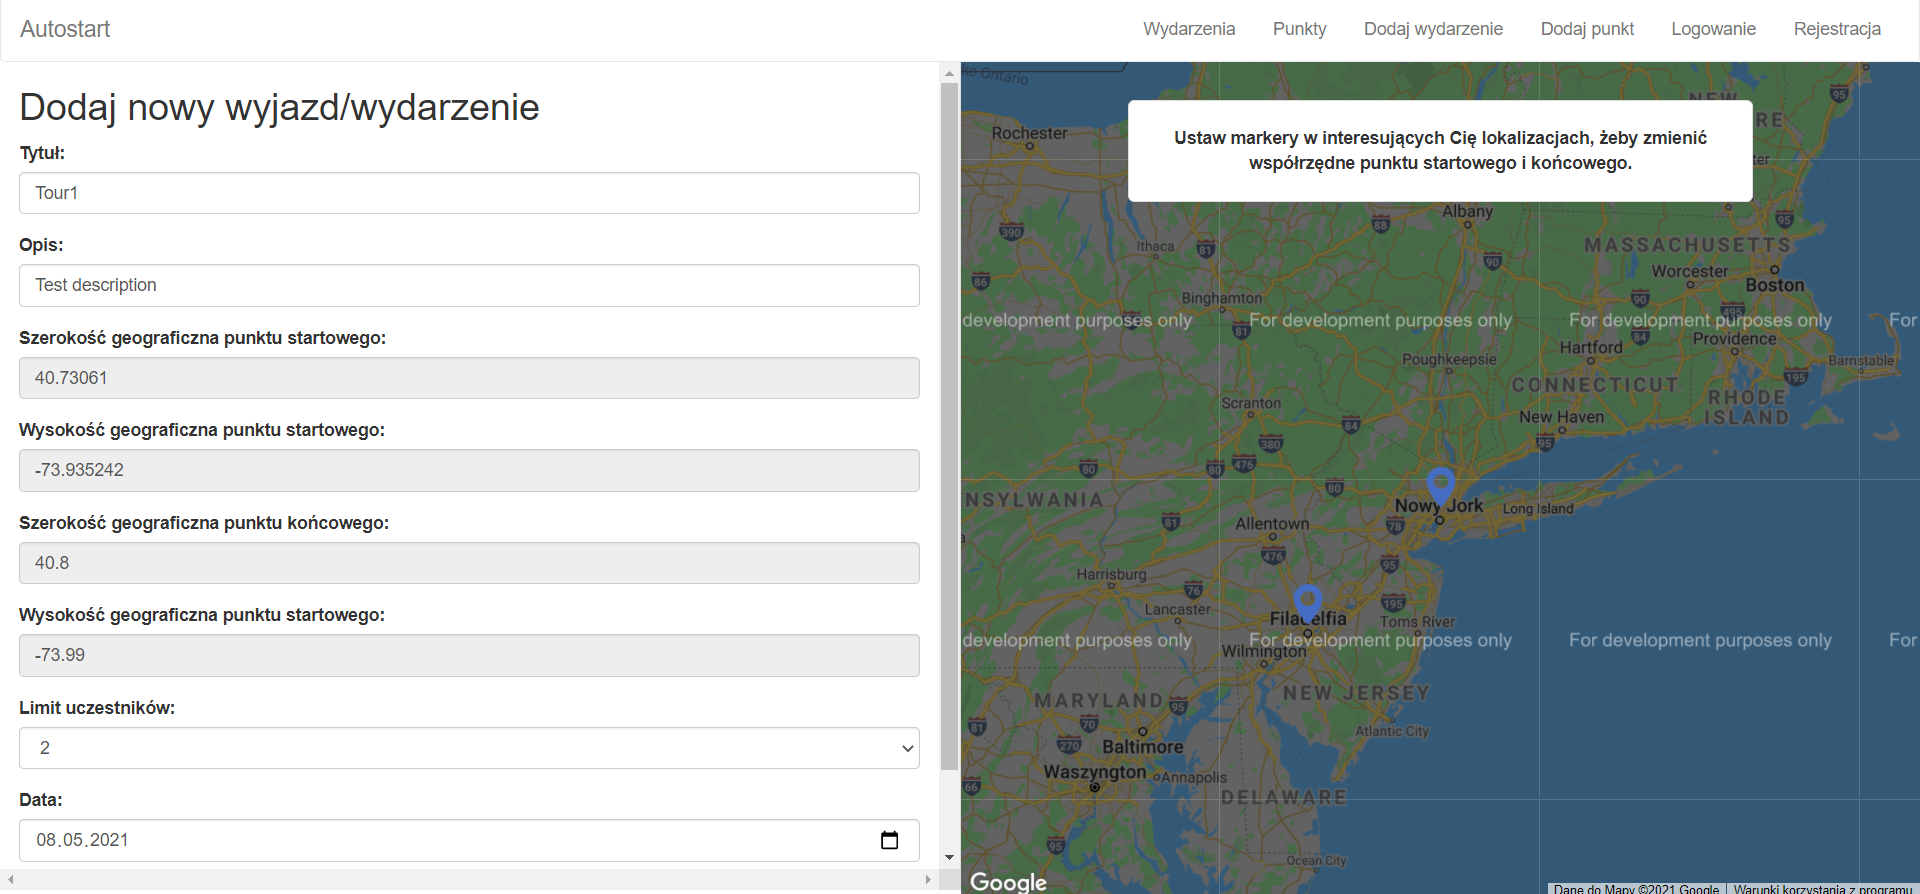 Autostart
Wydarzenia
Punkty
Dodaj wydarzenie
Dodaj punkt
Logowanie
Rejestracja
Dodaj nowy wyjazd/wydarzenie
Tytuł:
Tour1
Opis:
Test description
Szerokość geograficzna punktu startowego:
40.73061
Wysokość geograficzna punktu startowego:
-73.935242
Szerokość geograficzna punktu końcowego:
40.8
Wysokość geograficzna punktu startowego:
-73.99
Limit uczestników:
2
Data:
08.05.2021
Ustaw markery w interesujących Cię lokalizacjach, żeby zmienić
współrzędne punktu startowego i końcowego.
ke Ontario
NEW
95
Rochester
RE
ter
Albany
88
95
390
Ithaca
81
MASSACHUSETTS
90
Worcester
86
Boston
Binghamton
90
495
development purposes only
For development purposes only
For development purposes only
For
81
84
Providence
Hartford
Poughkeepsie
Barnstable
195
CONNECTICUT
RHODE
ISLAND
Scranton
New Haven
84
380
95
80
80
476
80
NSYLWANIA
Nowy Jork
Long Island
81
Allentown
78
476
95
Harrisburg
76
195
Lancaster
Filadelfia
Toms River
development purposes only
For development purposes only
For development purposes only
For
Wilmington
NEW JERSEY
MARYLAND
95
81
70
Atlantic City
270
Baltimore
Waszyngton
Annapolis
66
DELAWARE
95
Ocean City
Google
Dane do Mapy ©2021 Google
Warunki korzystania z programu